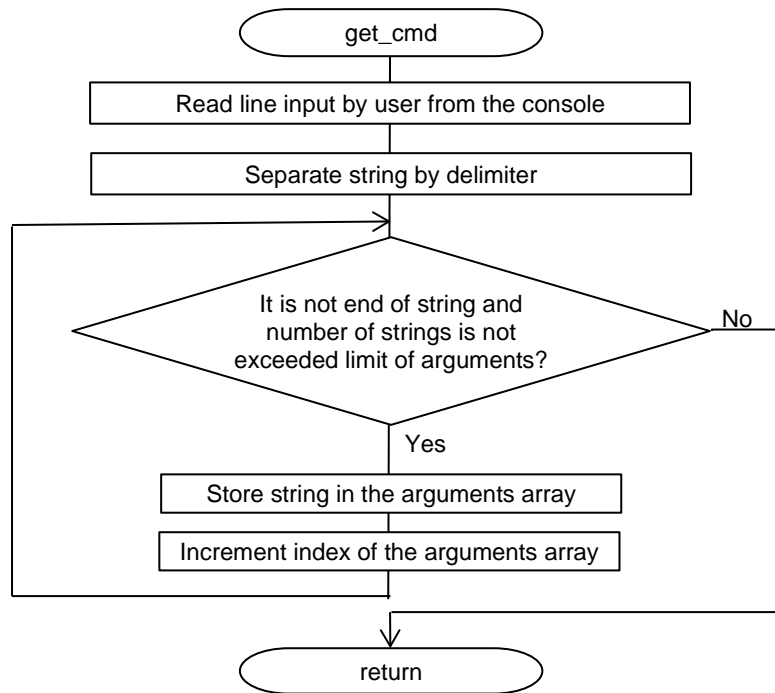 get_cmd
Read line input by user from the console
Separate string by delimiter
It is not end of string and
number of strings is not
exceeded limit of arguments?
No
Yes
Store string in the arguments array
Increment index of the arguments array
return